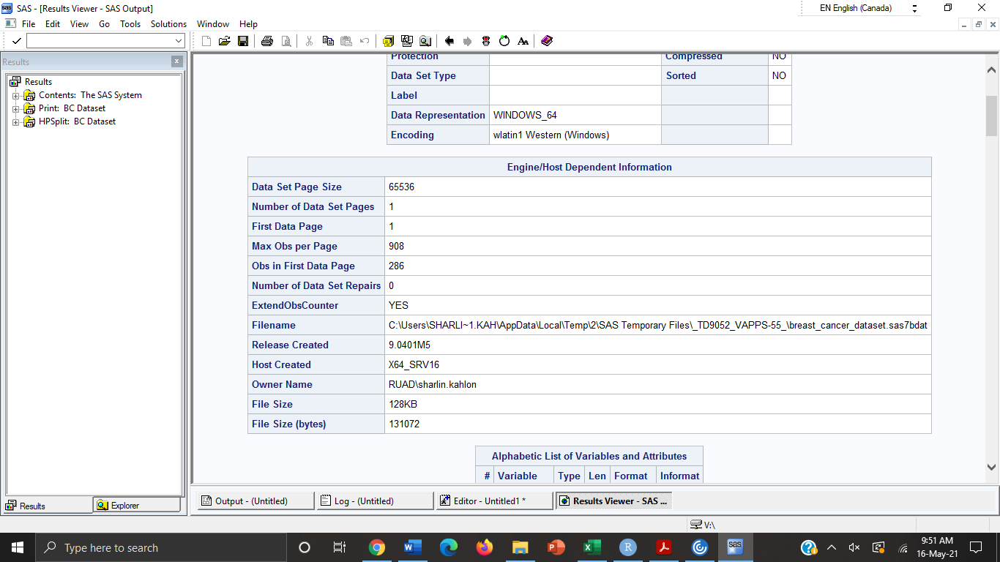 SAS - [Results Viewer - SAS Output]
EN English (Canada)
File Edit View Go Tools Solutions Window Help
Results
Results
Contents: The SAS System
Print: BC Dataset
HPSplit: BC Dataset
Protection Compressed NO
Data Set Type Sorted NO
Label
Data Representation WINDOWS_64
Encoding wlatin1 Western (Windows)
Engine/Host Dependent Information
Data Set Page Size 65536
Number of Data Set Pages 1
First Data Page 1
Max Obs per Page 908
Obs in First Data Page 286
Number of Data Set Repairs 0
ExtendObsCounter YES
Filename C:\Users\SHARLI~1.KAH\AppData\Local\Temp\2\SAS Temporary Files\_TD9052_VAPPS-55_\breast_cancer_dataset.sas7bdat
Release Created 9.0401M5
Host Created X64_SRV16
Owner Name RUAD\sharlin.kahlon
File Size 128KB
File Size (bytes) 131072
Alphabetic List of Variables and Attributes
# Variable Type Len Format Informat
Results Explorer
Output - (Untitled) Log - (Untitled) Editor - Untitled1 * Results Viewer - SAS ...
V:\
Type here to search
9:51 AM
16-May-21